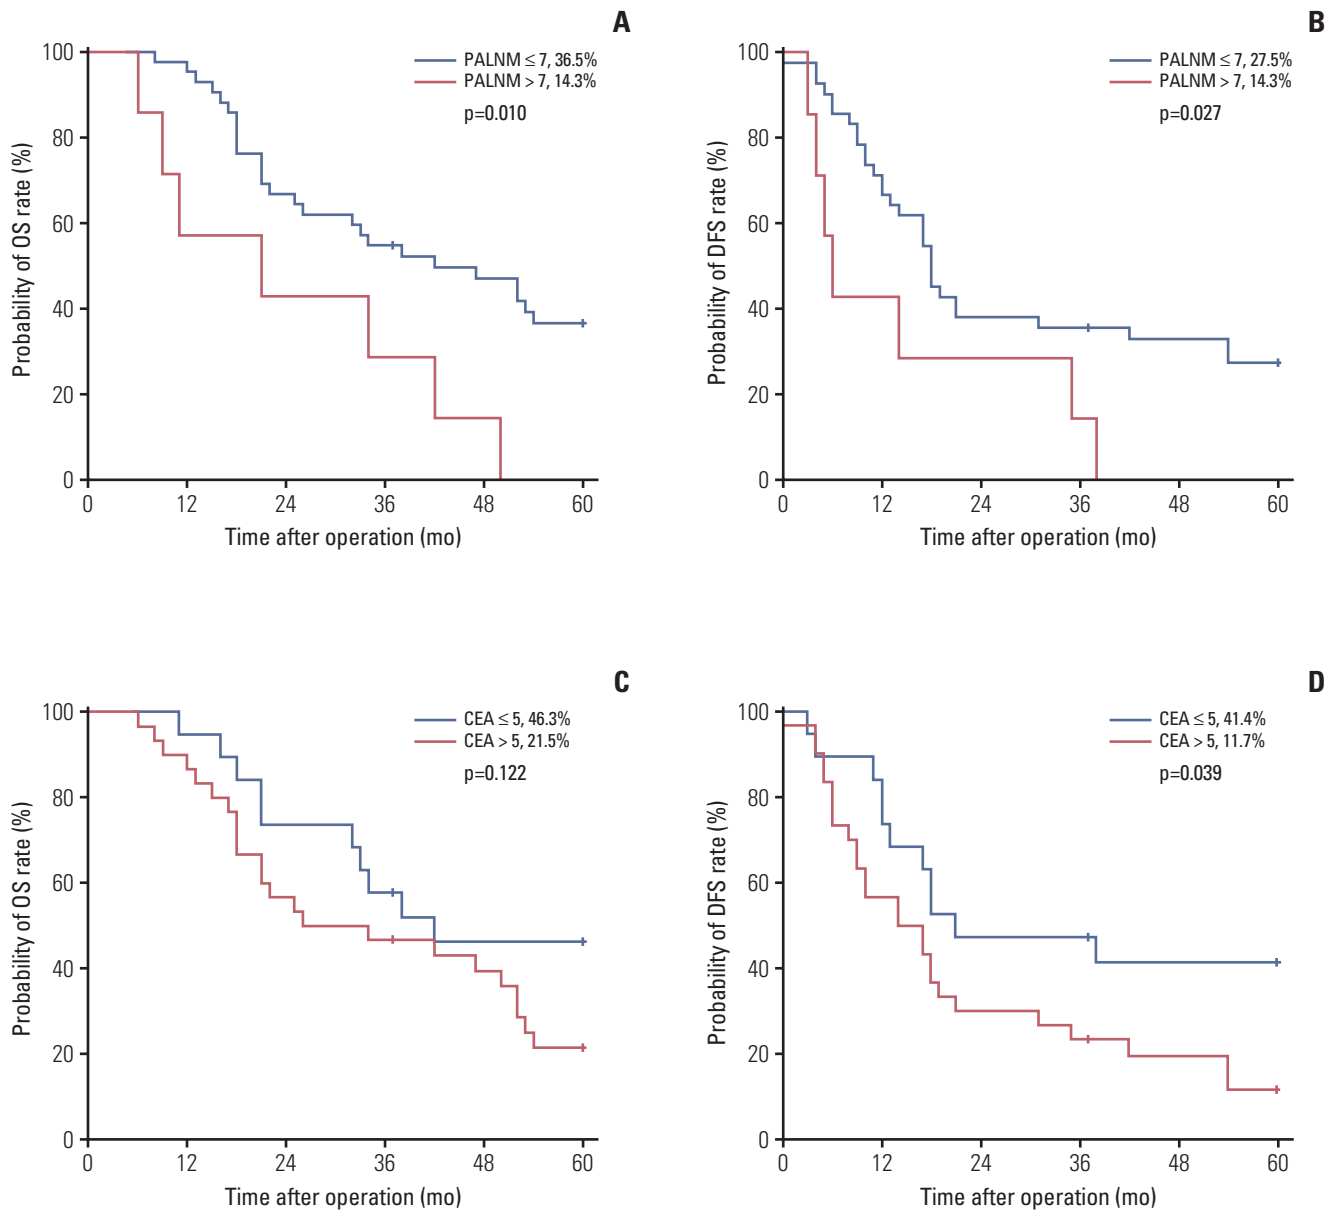 A
100
80
60
40
20
0
Probability of OS rate (%)
PALNM ≤ 7, 36.5%
PALNM > 7, 14.3%
p=0.010
0 12 24 36 48 60
Time after operation (mo)
B
100
80
60
40
20
0
Probability of DFS rate (%)
PALNM ≤ 7, 27.5%
PALNM > 7, 14.3%
p=0.027
0 12 24 36 48 60
Time after operation (mo)
C
100
80
60
40
20
0
Probability of OS rate (%)
CEA ≤ 5, 46.3%
CEA > 5, 21.5%
p=0.122
0 12 24 36 48 60
Time after operation (mo)
D
100
80
60
40
20
0
Probability of DFS rate (%)
CEA ≤ 5, 41.4%
CEA > 5, 11.7%
p=0.039
0 12 24 36 48 60
Time after operation (mo)